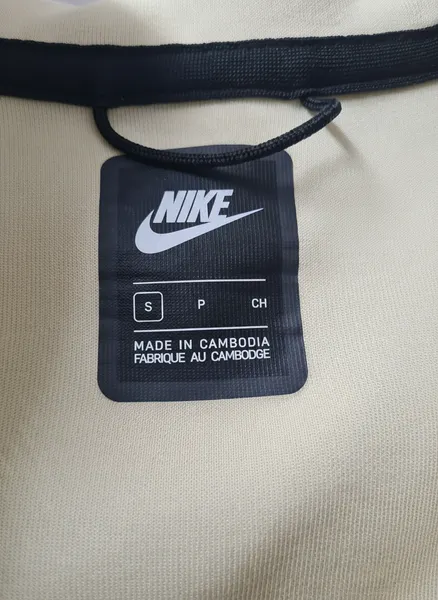 NIKE
S P CH
MADE IN CAMBODIA
FABRIQUE AU CAMBODGE